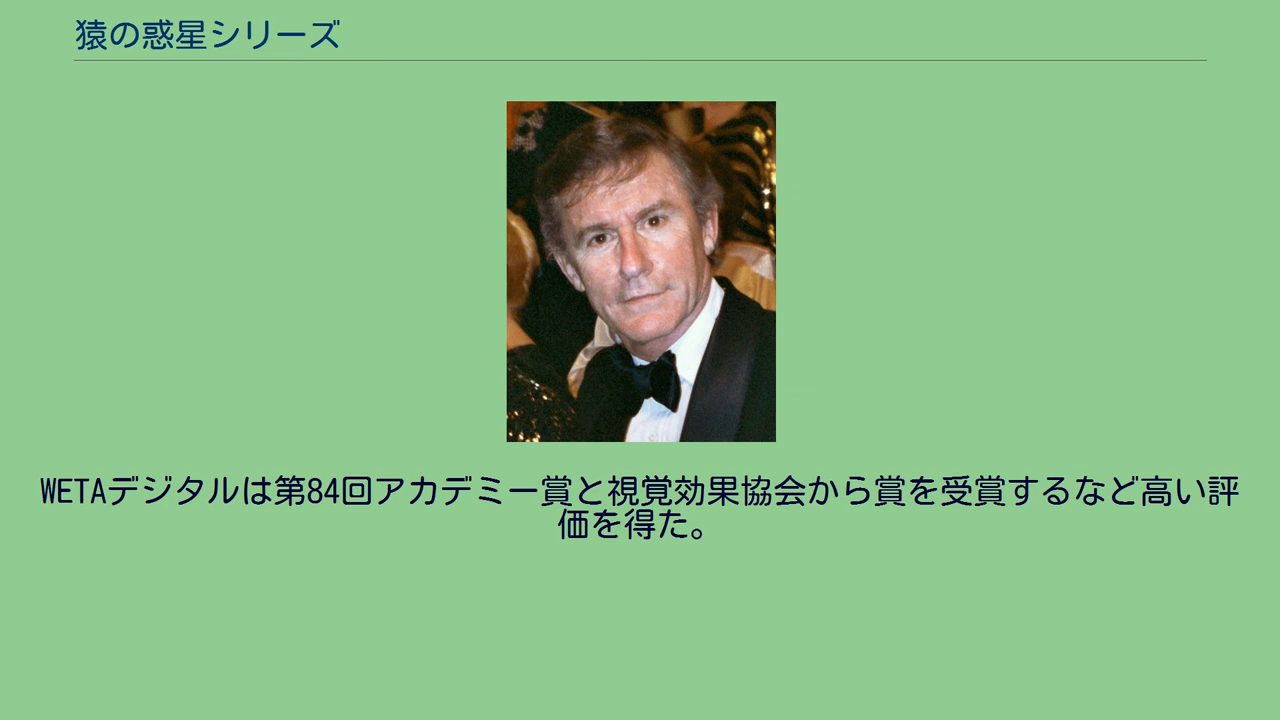 猿の惑星シリーズ
WETAデジタルは第84回アカデミー賞と視覚効果協会から賞を受賞するなど高い評
価を得た。